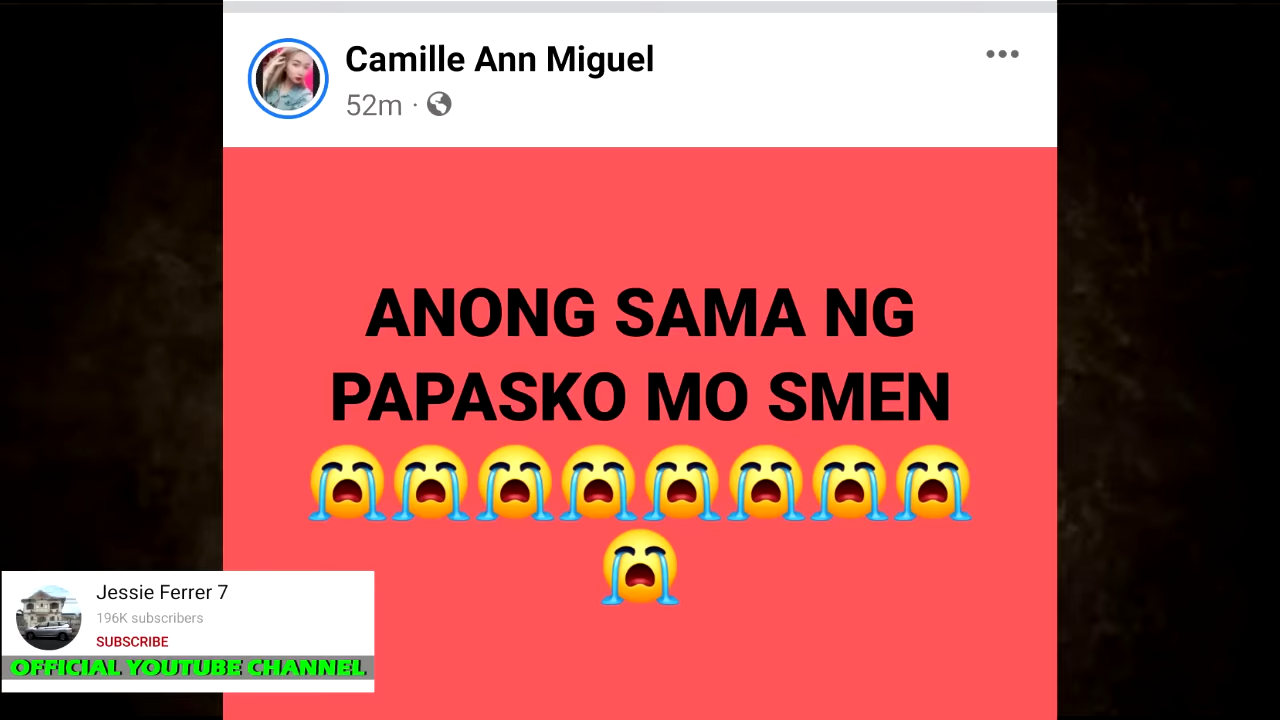 Camille Ann Miguel
52m ·
ANONG SAMA NG
PAPASKO MO SMEN
😭😭😭😭😭😭😭😭
😭
Jessie Ferrer 7
196K subscribers
SUBSCRIBE
OFFICIAL YOUTUBE CHANNEL